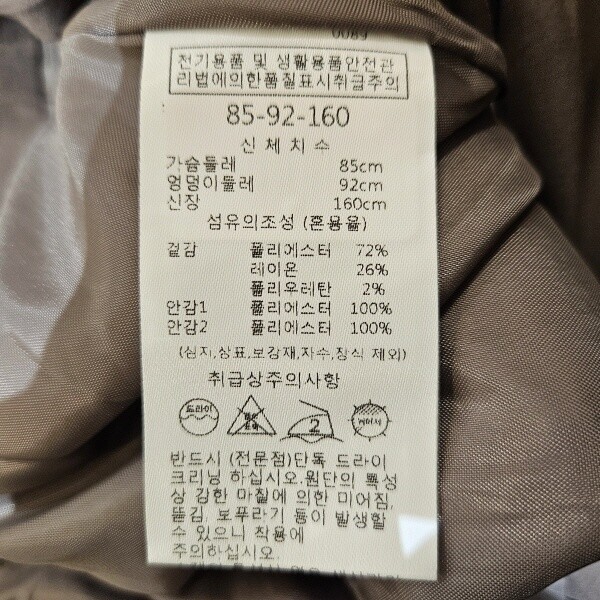 0089
전기용품 및 생활용품안전관
리법에의한품질표시취급주의
85-92-160
신체치수
가슴둘레 85cm
엉덩이둘레 92cm
신장 160cm
섬유의조성 (혼용율)
겉감 폴리에스터 72%
레이온 26%
폴리우레탄 2%
안감1 폴리에스터 100%
안감2 폴리에스터 100%
(심지,상표,보강재,자수,장식 제외)
취급상주의사항
드라이
2
반드시 (전문점)단독 드라이
크리닝 하십시오.원단의 특성
상 강한 마찰에 의한 미어짐,
뜯김, 보푸라기 등이 발생할
수 있으니 착용에
주의하십시오.